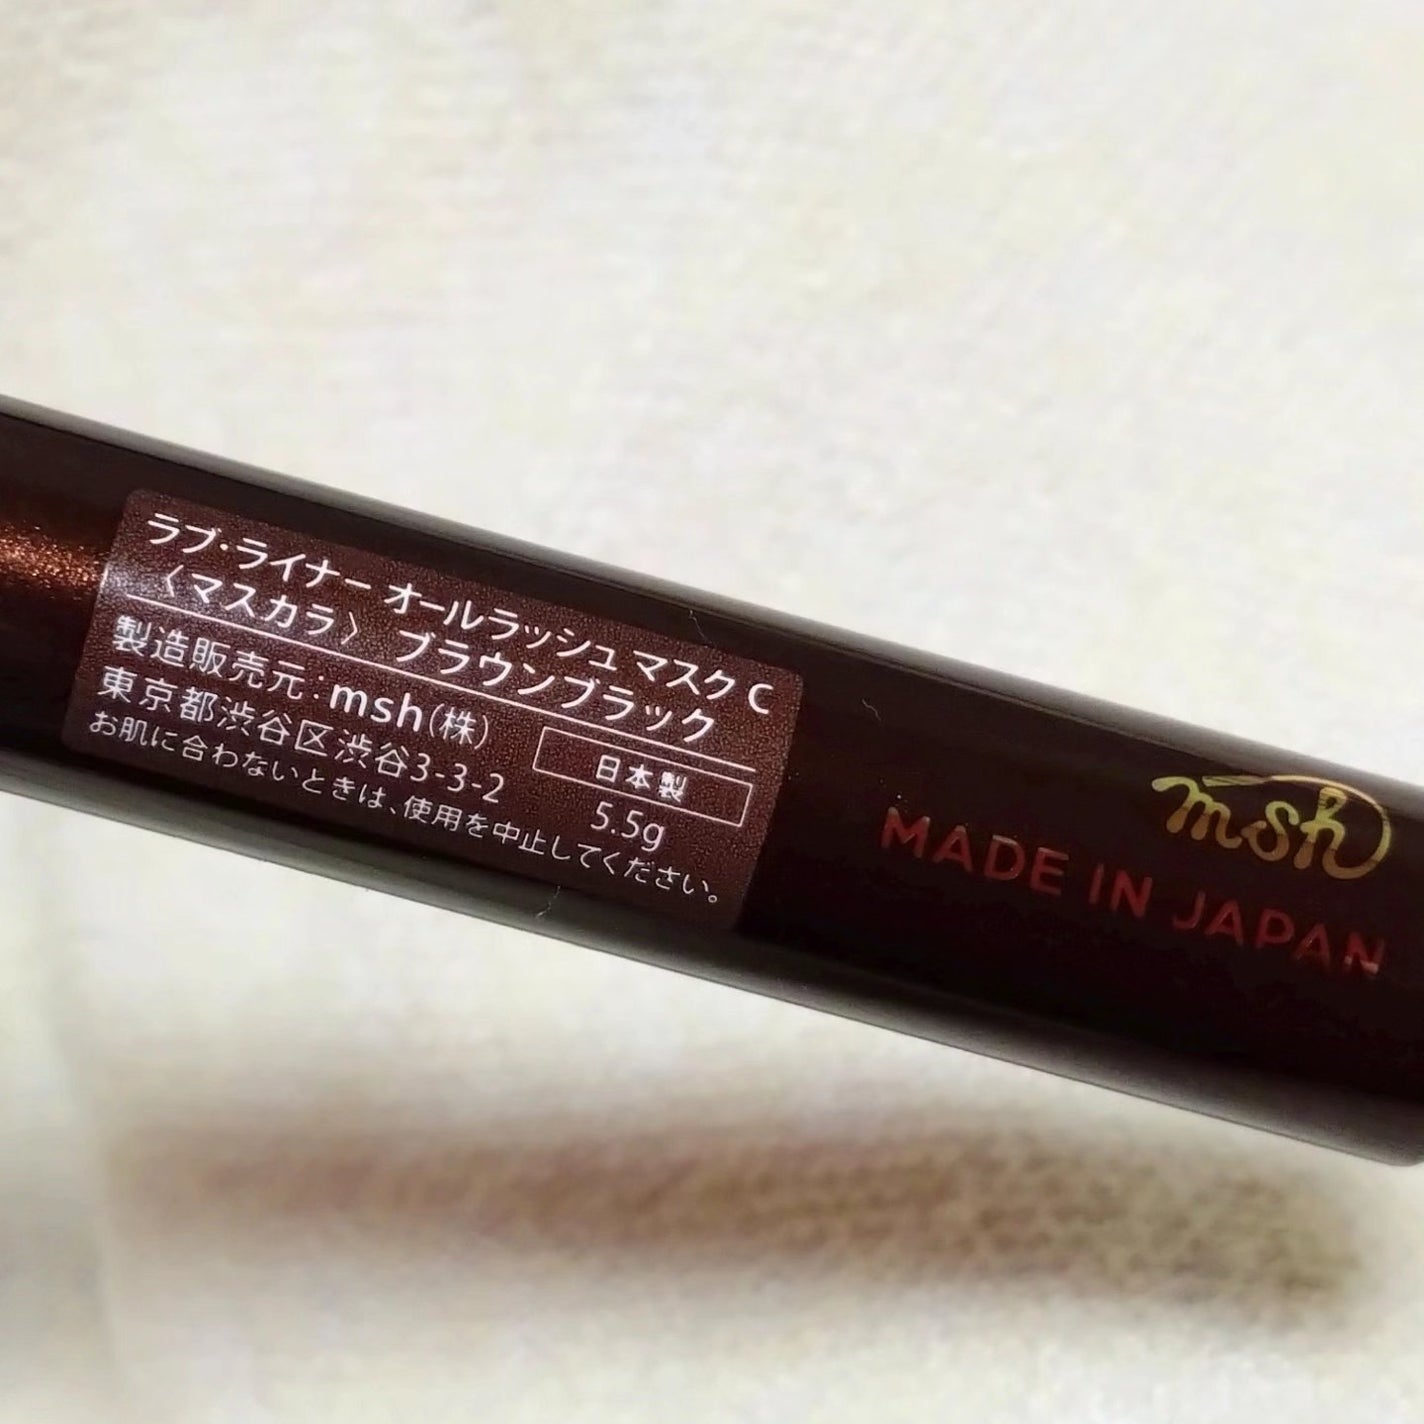 ラブ・ライナー オールラッシュ マスク C
〈マスカラ〉 ブラウンブラック
製造販売元：msh(株)
東京都渋谷区渋谷3-3-2
日本製
5.5g
お肌に合わないときは、使用を中止してください。
msh
MADE IN JAPAN